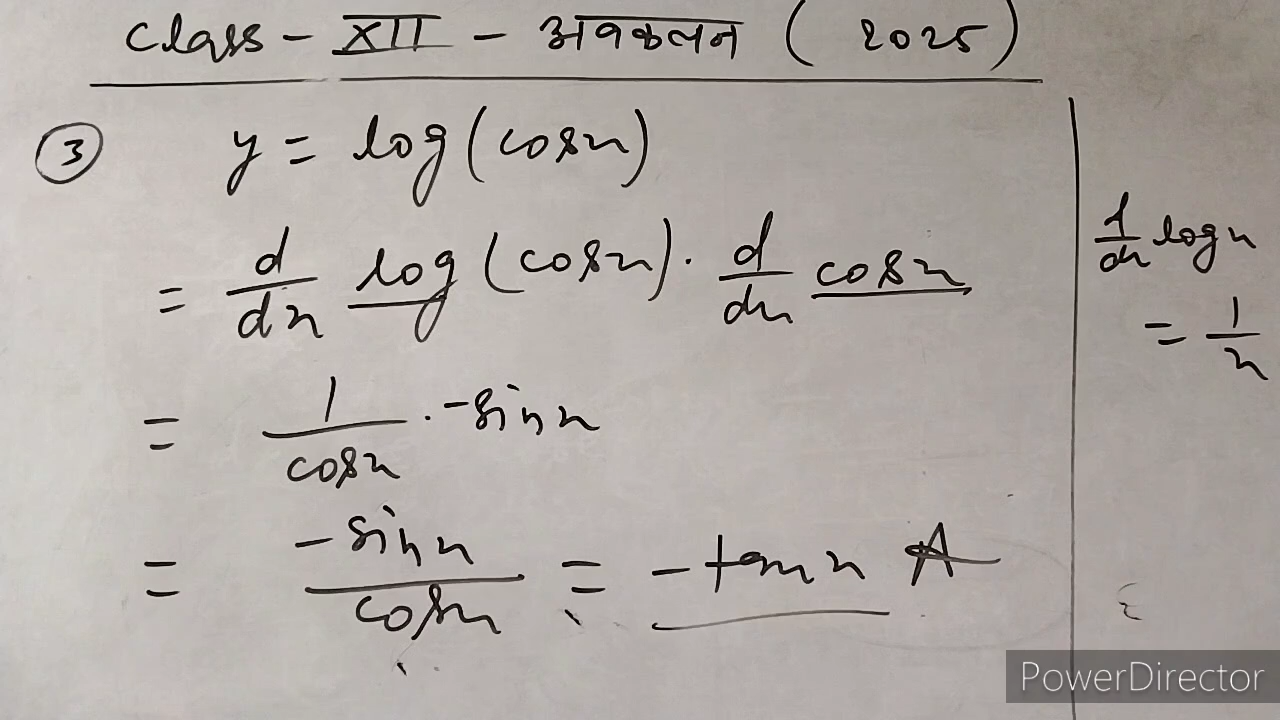 Class - XII - अवकलन ( 2025 )
③ y = log(cosx)
= d/dx log(cosx) . d/dx cosx
= 1/cosx . -sinx
= -sinx/cosx = -tanx A
d/dx logx
= 1/x
PowerDirector